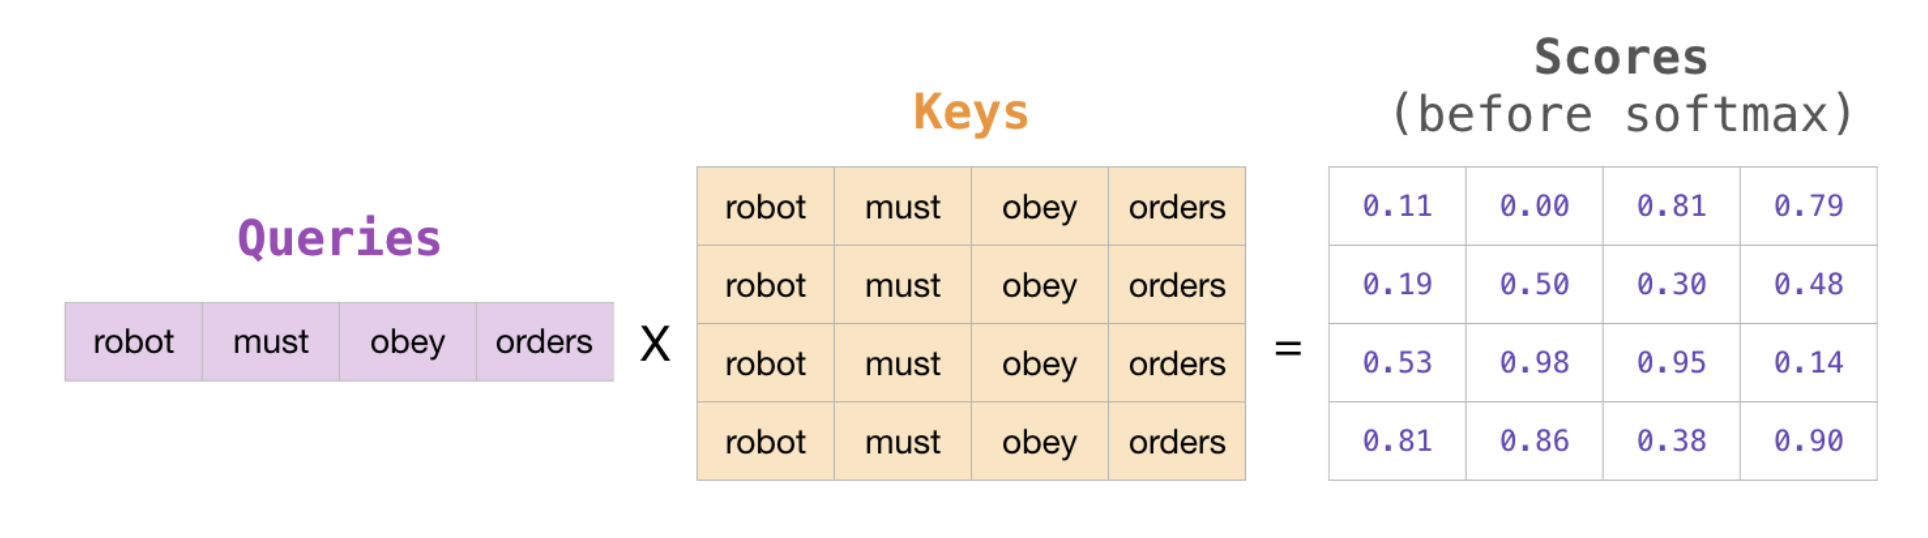 Queries
robot must obey orders
X
Keys
robot must obey orders
robot must obey orders
robot must obey orders
robot must obey orders
=
Scores
(before softmax)
0.11 0.00 0.81 0.79
0.19 0.50 0.30 0.48
0.53 0.98 0.95 0.14
0.81 0.86 0.38 0.90